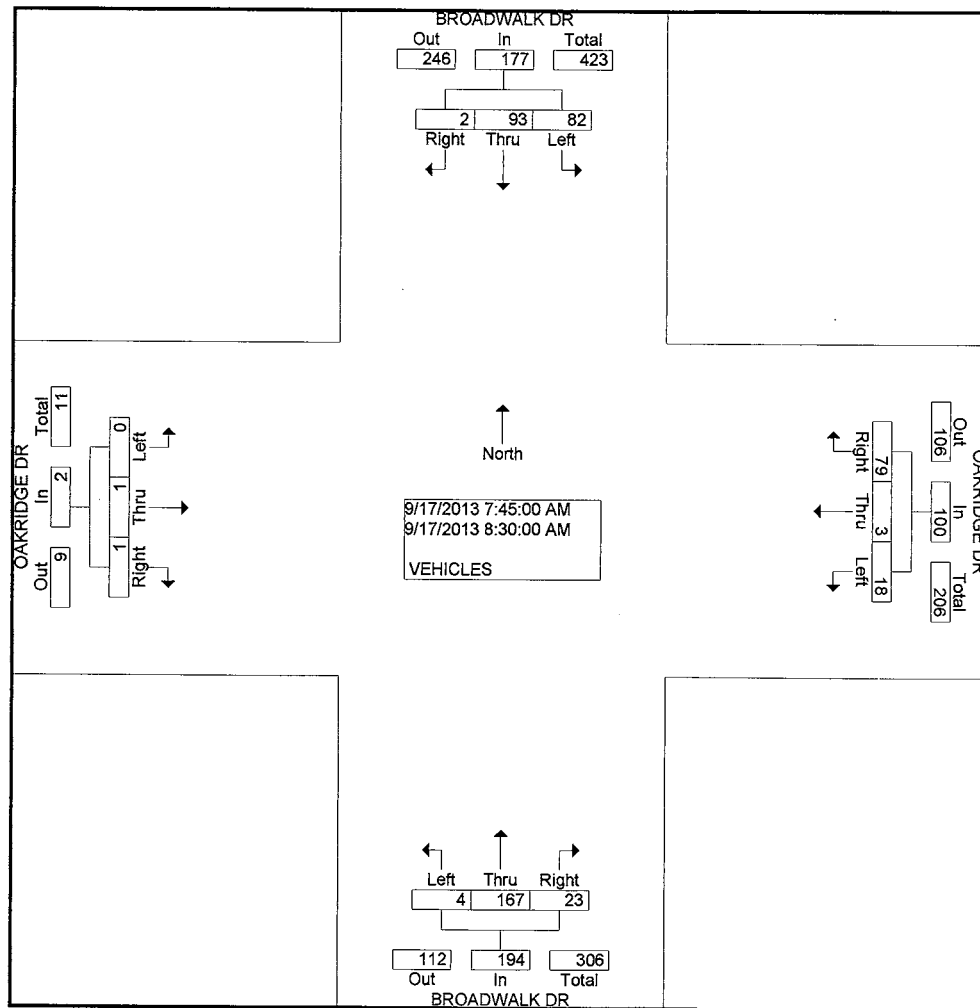 BROADWALK DR
Out In Total
246 177 423
2 93 82
Right Thru Left
OAKRIDGE DR
Total In Out
11 2 9
0 1 1
Left Thru Right
North
9/17/2013 7:45:00 AM
9/17/2013 8:30:00 AM
VEHICLES
Right Thru Left
79 3 18
Out In Total
106 100 206
OAKRIDGE DR
Left Thru Right
4 167 23
112 194 306
Out In Total
BROADWALK DR